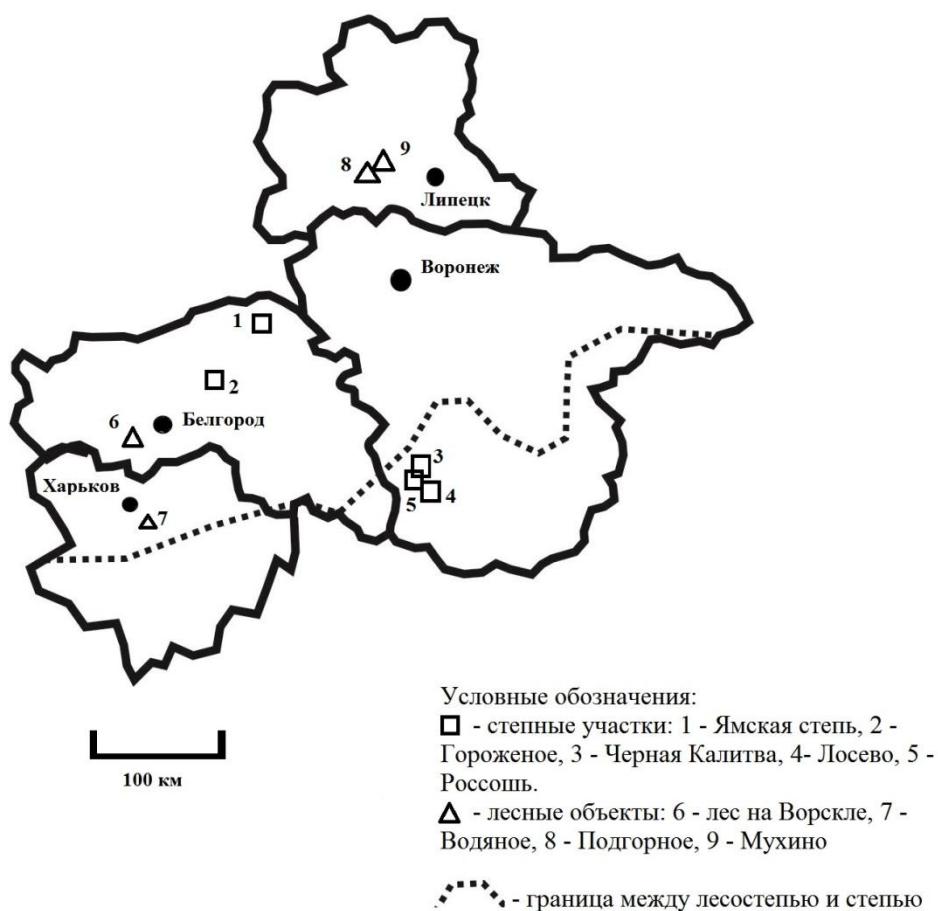 9
8
Липецк
Воронеж
1
2
6
Белгород
3
Харьков
5
4
7
100 км
Условные обозначения:
- степные участки: 1 - Ямская степь, 2 -
Гороженое, 3 - Черная Калитва, 4- Лосево, 5 -
Россошь.
- лесные объекты: 6 - лес на Ворскле, 7 -
Водяное, 8 - Подгорное, 9 - Мухино
- граница между лесостепью и степью